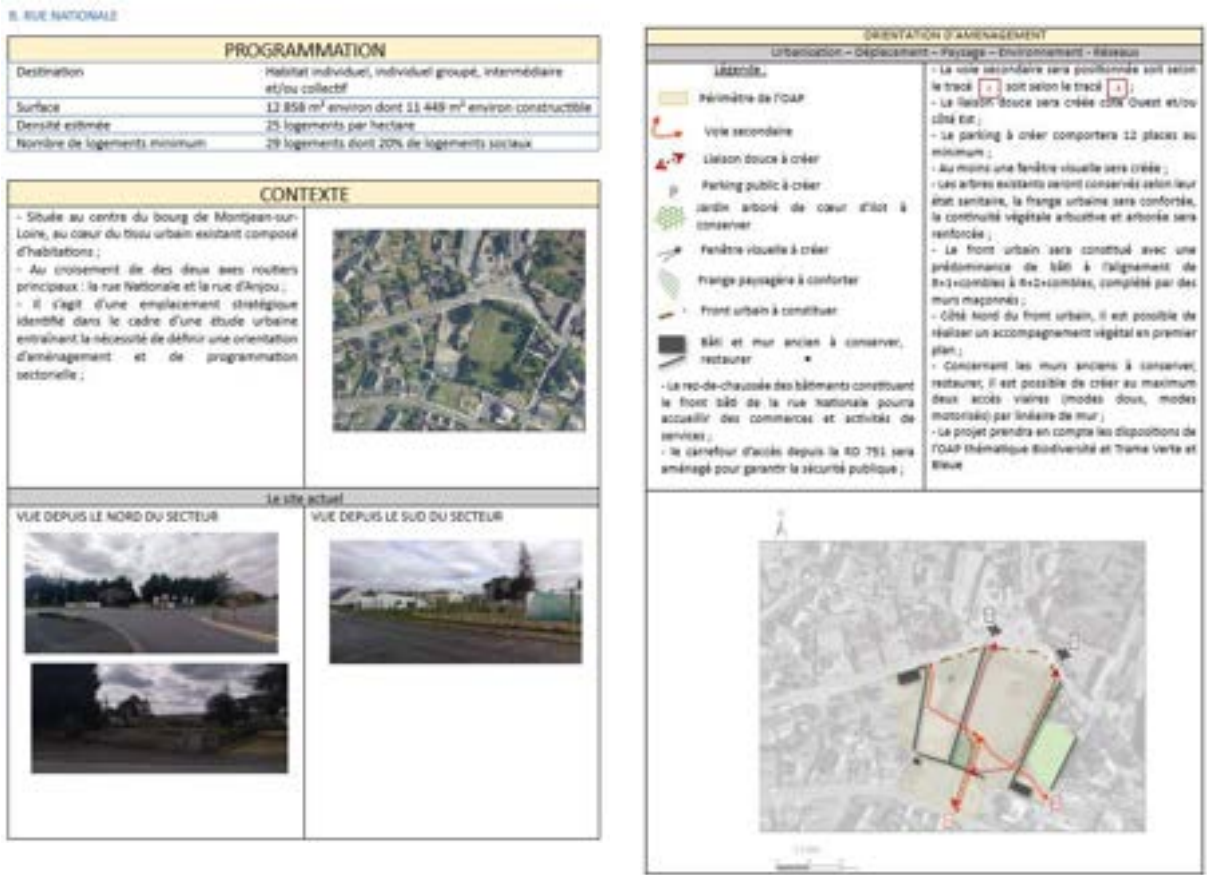 B. RUE NATIONALE
PROGRAMMATION
Destination
Habitat individuel, individuel groupé, intermédiaire
et/ou collectif
Surface
12 858 m² environ dont 11 449 m² environ constructible
Densité estimée
25 logements par hectare
Nombre de logements minimum
29 logements dont 20% de logements sociaux
CONTEXTE
- Située au centre du bourg de Montjean-sur-
Loire, au cœur du tissu urbain existant composé
d'habitations ;
- Au croisement de des deux axes routiers
principaux : la rue Nationale et la rue d'Anjou ;
- Il s'agit d'une emplacement stratégique
identifié dans le cadre d'une étude urbaine
entraînant la nécessité de définir une orientation
d'aménagement et de programmation
sectorielle ;
Le site actuel
VUE DEPUIS LE NORD DU SECTEUR
VUE DEPUIS LE SUD DU SECTEUR
ORIENTATION D'AMENAGEMENT
Urbanisation – Déplacement – Paysage – Environnement - Réseaux
Légende :
Périmètre de l'OAP
Voie secondaire
Liaison douce à créer
P
Parking public à créer
Jardin arboré de cœur d'ilot à
conserver
Fenêtre visuelle à créer
Frange paysagère à conforter
Front urbain à constituer
Bâti et mur ancien à conserver,
restaurer
- Le rez-de-chaussée des bâtiments constituant
le front bâti de la rue Nationale pourra
accueillir des commerces et activités de
services ;
- le carrefour d'accès depuis la RD 751 sera
aménagé pour garantir la sécurité publique ;
- La voie secondaire sera positionnée soit selon
le tracé soit selon le tracé ;
- La liaison douce sera créée côté Ouest et/ou
côté Est ;
- Le parking à créer comportera 12 places au
minimum ;
- Au moins une fenêtre visuelle sera créée ;
- Les arbres existants seront conservés selon leur
état sanitaire, la frange urbaine sera confortée,
la continuité végétale arbustive et arborée sera
renforcée ;
- Le front urbain sera constitué avec une
prédominance de bâti à l'alignement de
R+1+combles à R+2+combles, complété par des
murs maçonnés ;
- Côté Nord du front urbain, il est possible de
réaliser un accompagnement végétal en premier
plan ;
- Concernant les murs anciens à conserver,
restaurer, il est possible de créer au maximum
deux accès viaires (modes doux, modes
motorisés) par linéaire de mur ;
- Le projet prendra en compte les dispositions de
l'OAP thématique Biodiversité et Trame Verte et
Bleue